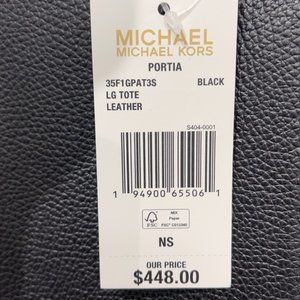 MICHAEL
MICHAEL KORS
PORTIA
35F1GPAT3S BLACK
LG TOTE
LEATHER
S404-0001
1 94900 65506 1
FSC
MIX
Paper
NS
OUR PRICE
$448.00